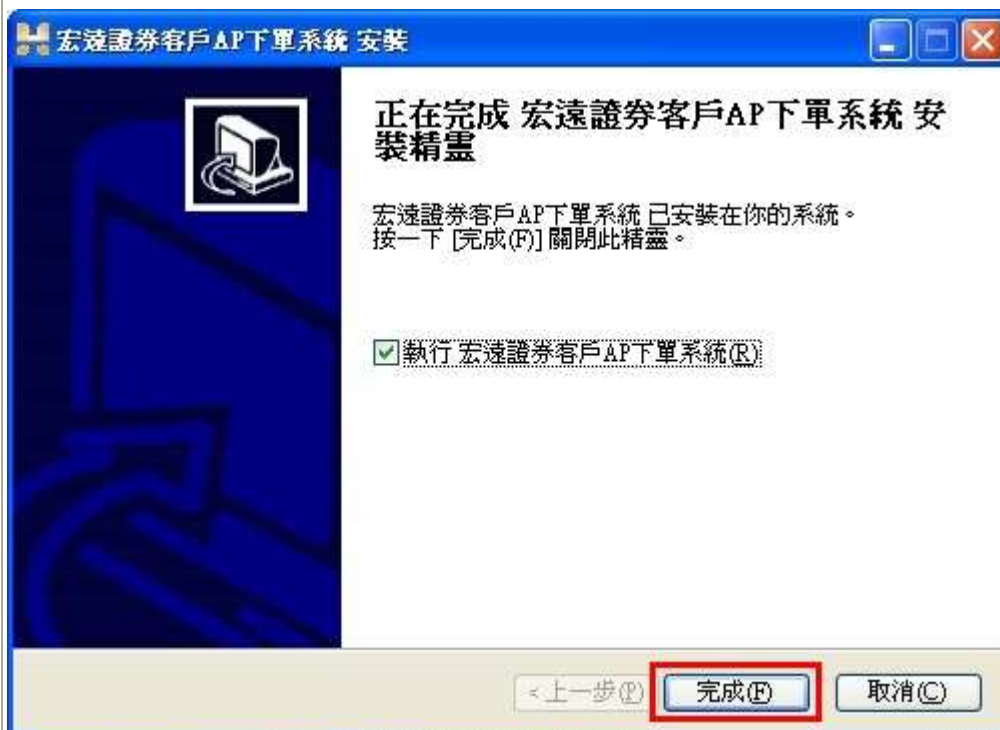 宏遠證券客戶AP下單系統 安裝
正在完成 宏遠證券客戶AP下單系統 安
裝精靈
宏遠證券客戶AP下單系統 已安裝在你的系統。
按一下 [完成(F)] 關閉此精靈。
執行 宏遠證券客戶AP下單系統(R)
<上一步(P) 完成(F) 取消(C)